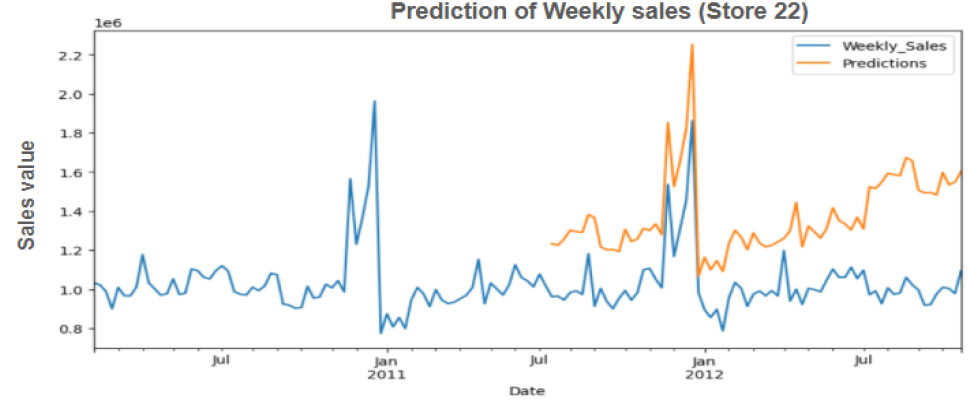 Prediction of Weekly sales (Store 22)
1e6
Weekly_Sales
Predictions
2.2
2.0
1.8
1.6
1.4
1.2
1.0
0.8
Sales value
Jul
Jan
2011
Jul
Jan
2012
Jul
Date